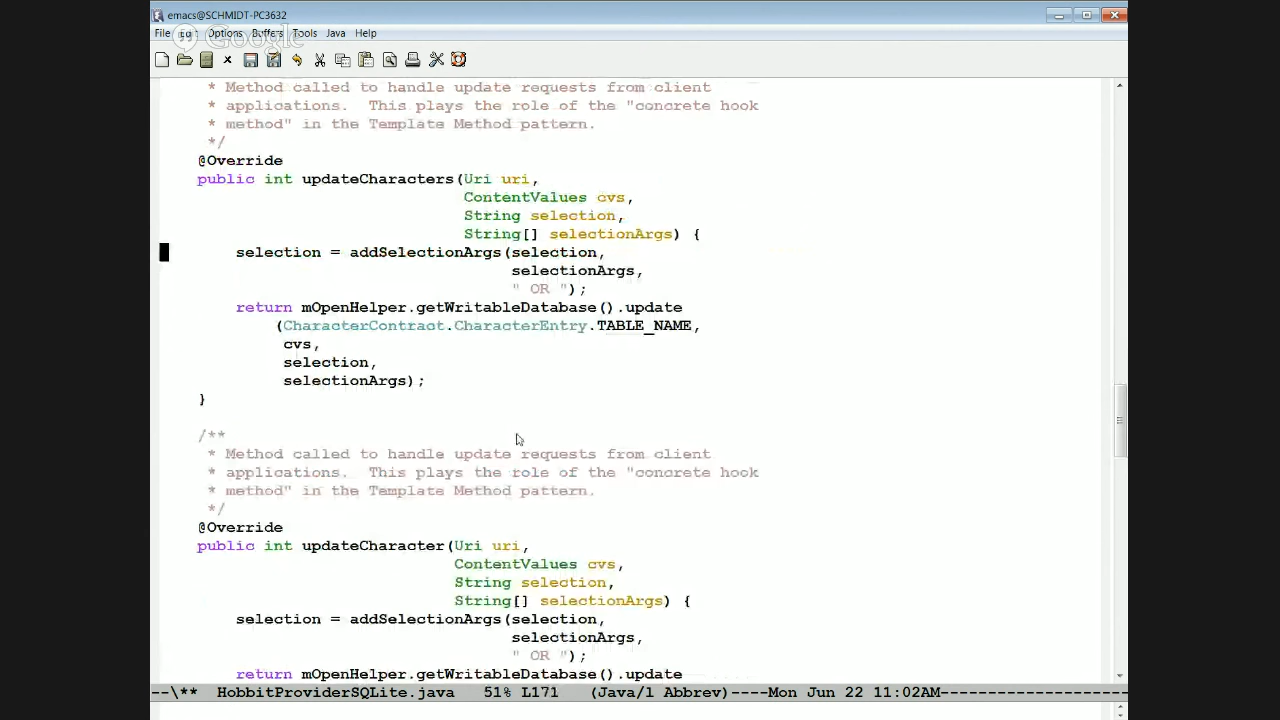 emacs@SCHMIDT-PC3632
File Edit Options Buffers Tools Java Help
Google
* Method called to handle update requests from client
* applications.  This plays the role of the "concrete hook
* method" in the Template Method pattern.
*/
@Override
public int updateCharacters(Uri uri,
ContentValues cvs,
String selection,
String[] selectionArgs) {
selection = addSelectionArgs(selection,
selectionArgs,
" OR ");
return mOpenHelper.getWritableDatabase().update
(CharacterContract.CharacterEntry.TABLE_NAME,
cvs,
selection,
selectionArgs);
}
/**
* Method called to handle update requests from client
* applications.  This plays the role of the "concrete hook
* method" in the Template Method pattern.
*/
@Override
public int updateCharacter(Uri uri,
ContentValues cvs,
String selection,
String[] selectionArgs) {
selection = addSelectionArgs(selection,
selectionArgs,
" OR ");
return mOpenHelper.getWritableDatabase().update
--\**  HobbitProviderSQLite.java   51% L171   (Java/l Abbrev)----Mon Jun 22 11:02AM--------------------